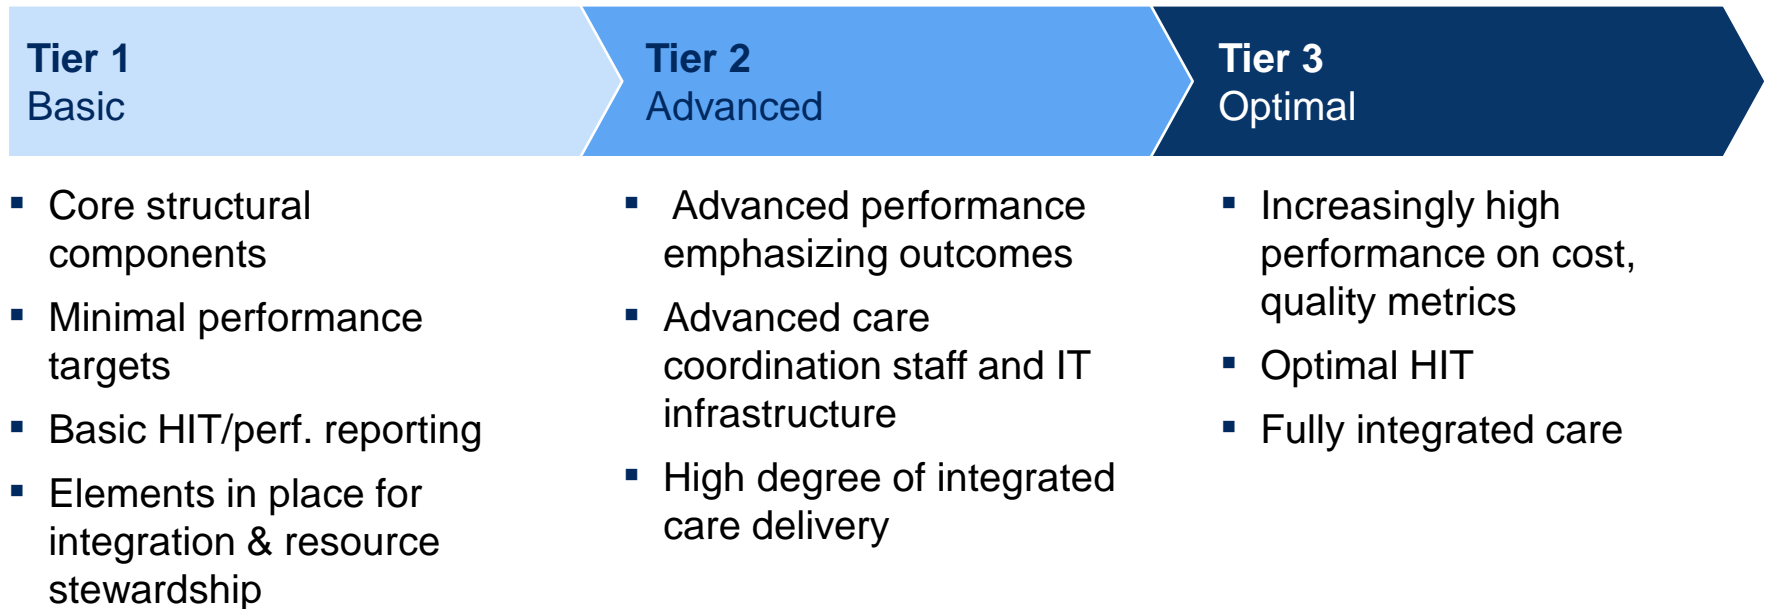 Tier 1
Basic
Tier 2
Advanced
Tier 3
Optimal
▪ Core structural
components
▪ Minimal performance
targets
▪ Basic HIT/perf. reporting
▪ Elements in place for
integration & resource
stewardship
▪ Advanced performance
emphasizing outcomes
▪ Advanced care
coordination staff and IT
infrastructure
▪ High degree of integrated
care delivery
▪ Increasingly high
performance on cost,
quality metrics
▪ Optimal HIT
▪ Fully integrated care